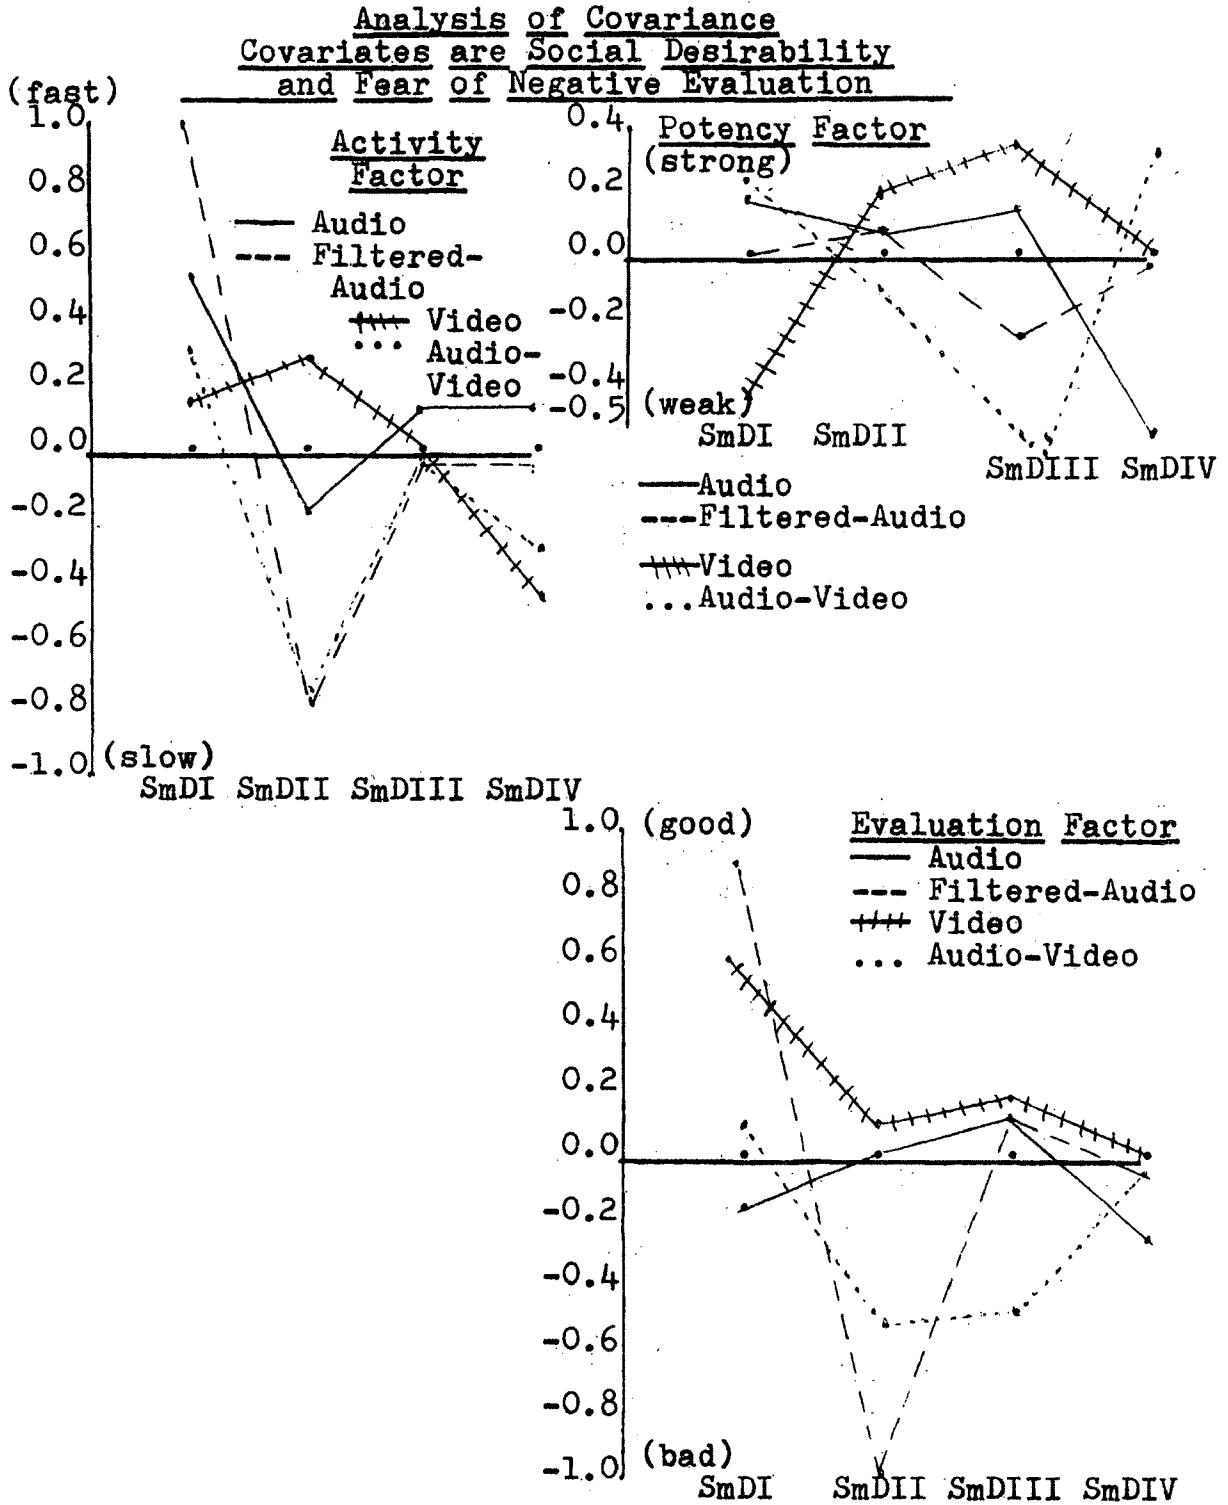 Analysis of Covariance
Covariates are Social Desirability
and Fear of Negative Evaluation
(fast)
1.0
0.8
0.6
0.4
0.2
0.0
-0.2
-0.4
-0.6
-0.8
-1.0
(slow)
Activity
Factor
Audio
Filtered-
Audio
Video
Audio-
Video
SmDI SmDII SmDIII SmDIV
0.4
0.2
0.0
-0.2
-0.4
-0.5
Potency Factor
(strong)
(weak)
SmDI SmDII
SmDIII SmDIV
Audio
Filtered-Audio
Video
...Audio-Video
1.0
0.8
0.6
0.4
0.2
0.0
-0.2
-0.4
-0.6
-0.8
-1.0
(good)
Evaluation Factor
Audio
Filtered-Audio
Video
... Audio-Video
(bad)
SmDI SmDII SmDIII SmDIV